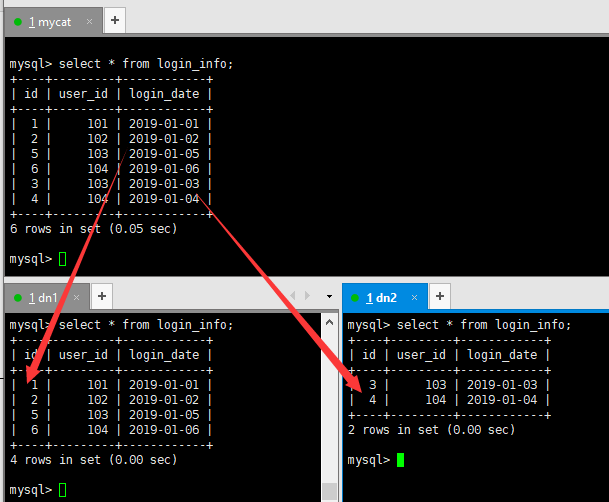 1 mycat × +
mysql> select * from login_info;
+----+---------+------------+
| id | user_id | login_date |
+----+---------+------------+
|  1 |     101 | 2019-01-01 |
|  2 |     102 | 2019-01-02 |
|  5 |     103 | 2019-01-05 |
|  6 |     104 | 2019-01-06 |
|  3 |     103 | 2019-01-03 |
|  4 |     104 | 2019-01-04 |
+----+---------+------------+
6 rows in set (0.05 sec)
mysql>
1 dn1 × +
mysql> select * from login_info;
+----+---------+------------+
| id | user_id | login_date |
+----+---------+------------+
|  1 |     101 | 2019-01-01 |
|  2 |     102 | 2019-01-02 |
|  5 |     103 | 2019-01-05 |
|  6 |     104 | 2019-01-06 |
+----+---------+------------+
4 rows in set (0.00 sec)
mysql>
1 dn2 × +
mysql> select * from login_info;
+----+---------+------------+
| id | user_id | login_date |
+----+---------+------------+
|  3 |     103 | 2019-01-03 |
|  4 |     104 | 2019-01-04 |
+----+---------+------------+
2 rows in set (0.00 sec)
mysql>